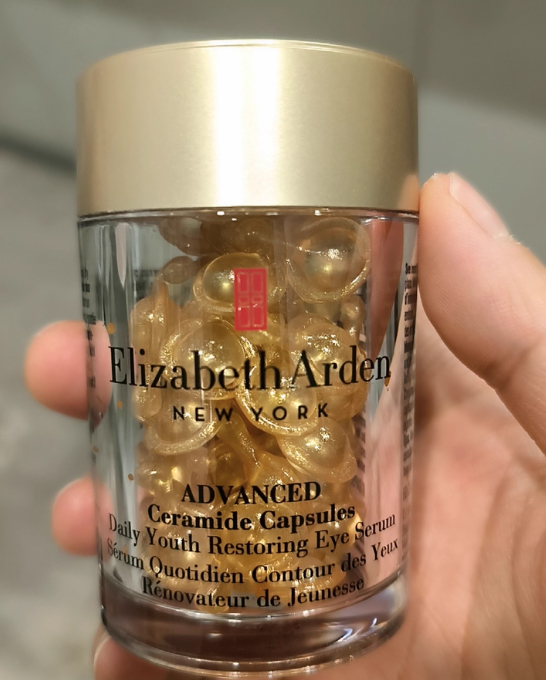 Elizabeth Arden
NEW YORK
ADVANCED
Ceramide Capsules
Daily Youth Restoring Eye Serum
Sérum Quotidien Contour des Yeux
Rénovateur de Jeunesse